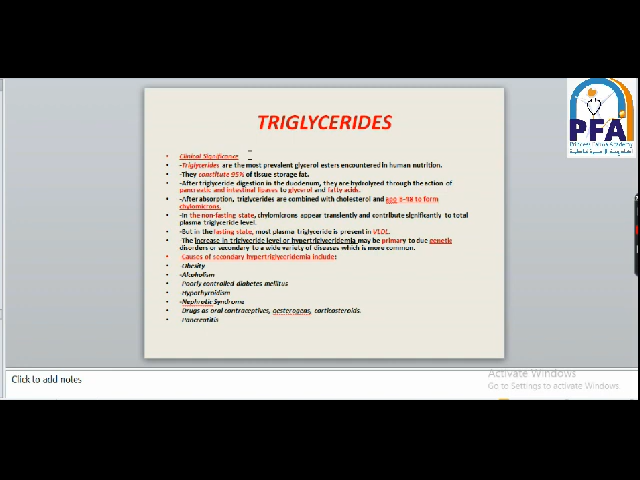 TRIGLYCERIDES
Clinical Significance
-Triglycerides are the most prevalent glycerol esters encountered in human nutrition.
-They constitute 95% of tissue storage fat.
-After triglyceride digestion in the duodenum, they are hydrolyzed through the action of
pancreatic and intestinal lipases to glyserol and fatty acids.
-After absorption, triglycerides are combined with cholesterol and apo B-48 to form
chylomicrons.
-In the non-fasting state, chylomicrons appear transiently and contribute significantly to total
plasma triglyceride level.
-But in the fasting state, most plasma triglyceride is present in VLDL.
The increase in triglyceride level or hypertriglyceridemia may be primary to due genetic
disorders or secondary to a wide variety of diseases which is more common.
Causes of secondary hypertriglyceridemia include:
Obesity
-Alcoholism
Poorly controlled diabetes mellitus
-Hypothyroidism
-Nephrotic Syndrome
Drugs as oral contraceptives, oesterogens, corticosteroids.
Pancreatitis
PFA
Princess Fatima Academy
Click to add notes
Activate Windows
Go to Settings to activate Windows.